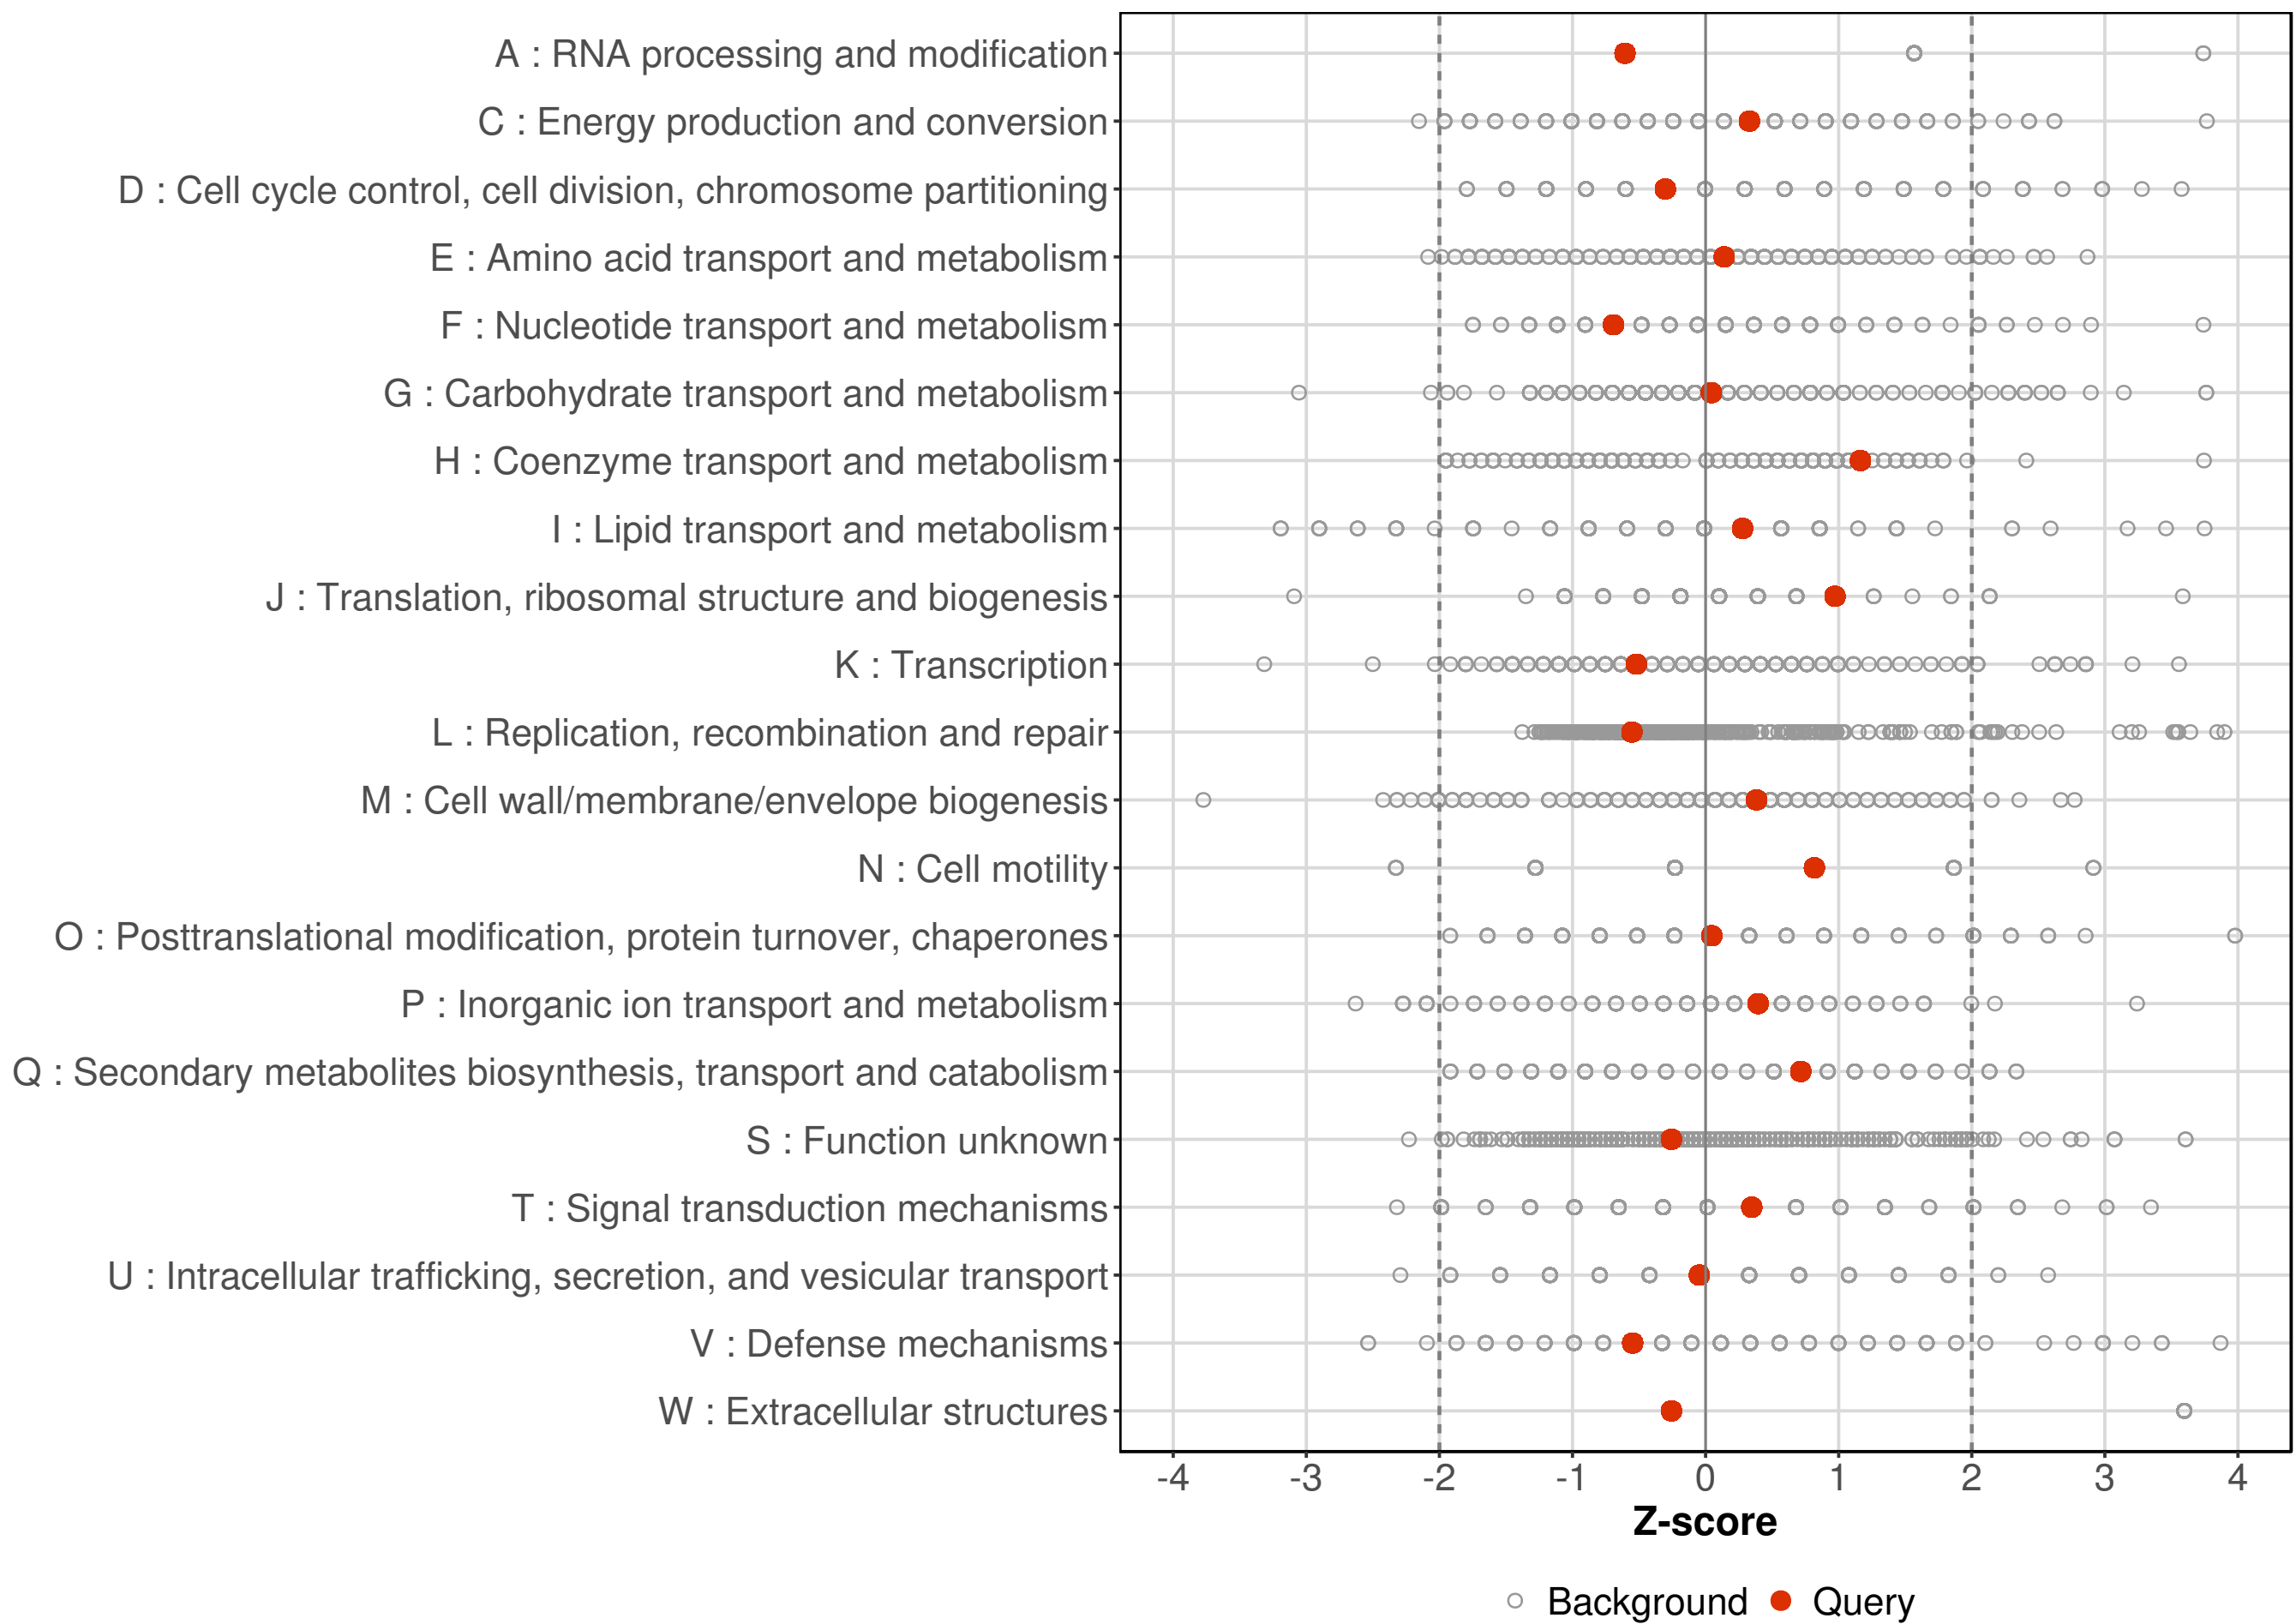 A : RNA processing and modification
C : Energy production and conversion
D : Cell cycle control, cell division, chromosome partitioning
E : Amino acid transport and metabolism
F : Nucleotide transport and metabolism
G : Carbohydrate transport and metabolism
H : Coenzyme transport and metabolism
I : Lipid transport and metabolism
J : Translation, ribosomal structure and biogenesis
K : Transcription
L : Replication, recombination and repair
M : Cell wall/membrane/envelope biogenesis
N : Cell motility
O : Posttranslational modification, protein turnover, chaperones
P : Inorganic ion transport and metabolism
Q : Secondary metabolites biosynthesis, transport and catabolism
S : Function unknown
T : Signal transduction mechanisms
U : Intracellular trafficking, secretion, and vesicular transport
V : Defense mechanisms
W : Extracellular structures
-4 -3 -2 -1 0 1 2 3 4
Z-score
Background Query